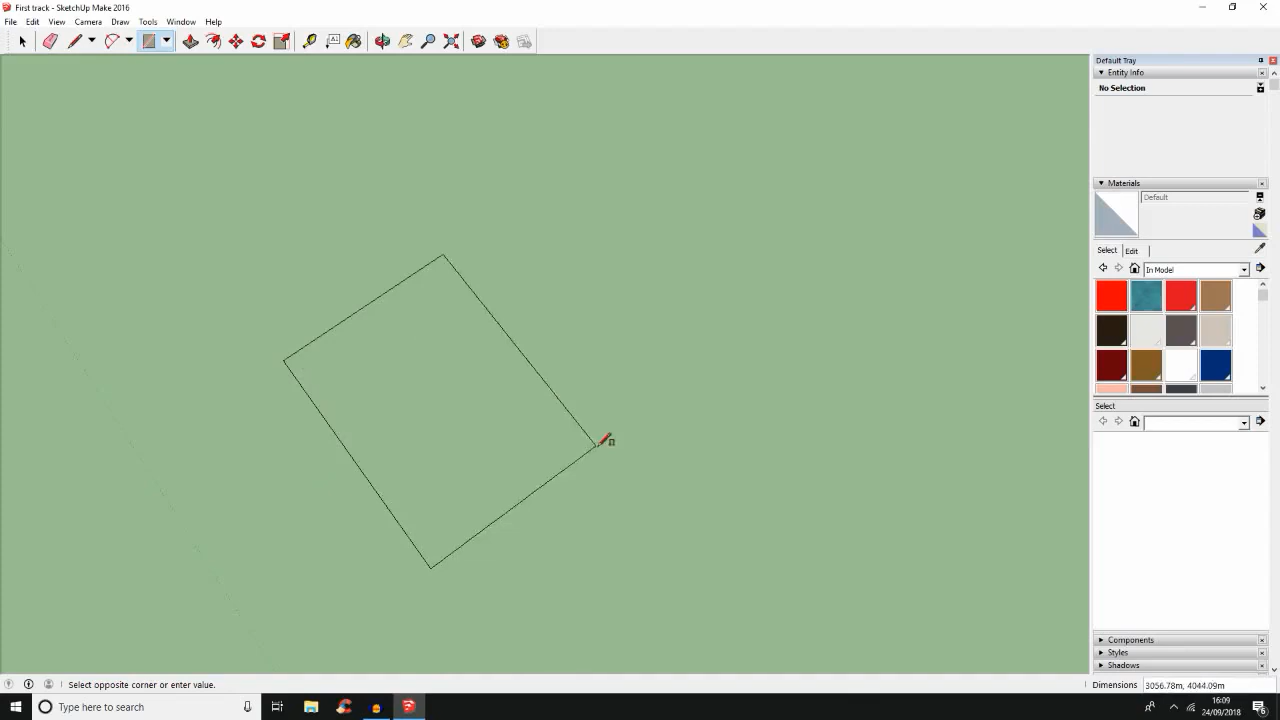 First track - SketchUp Make 2016
File Edit View Camera Draw Tools Window Help
Default Tray
Entity Info
No Selection
Materials
Default
Select Edit
In Model
Select
Components
Styles
Shadows
Select opposite corner or enter value.
Dimensions 3056.78m, 4044.09m
Type here to search
16:09
24/09/2018